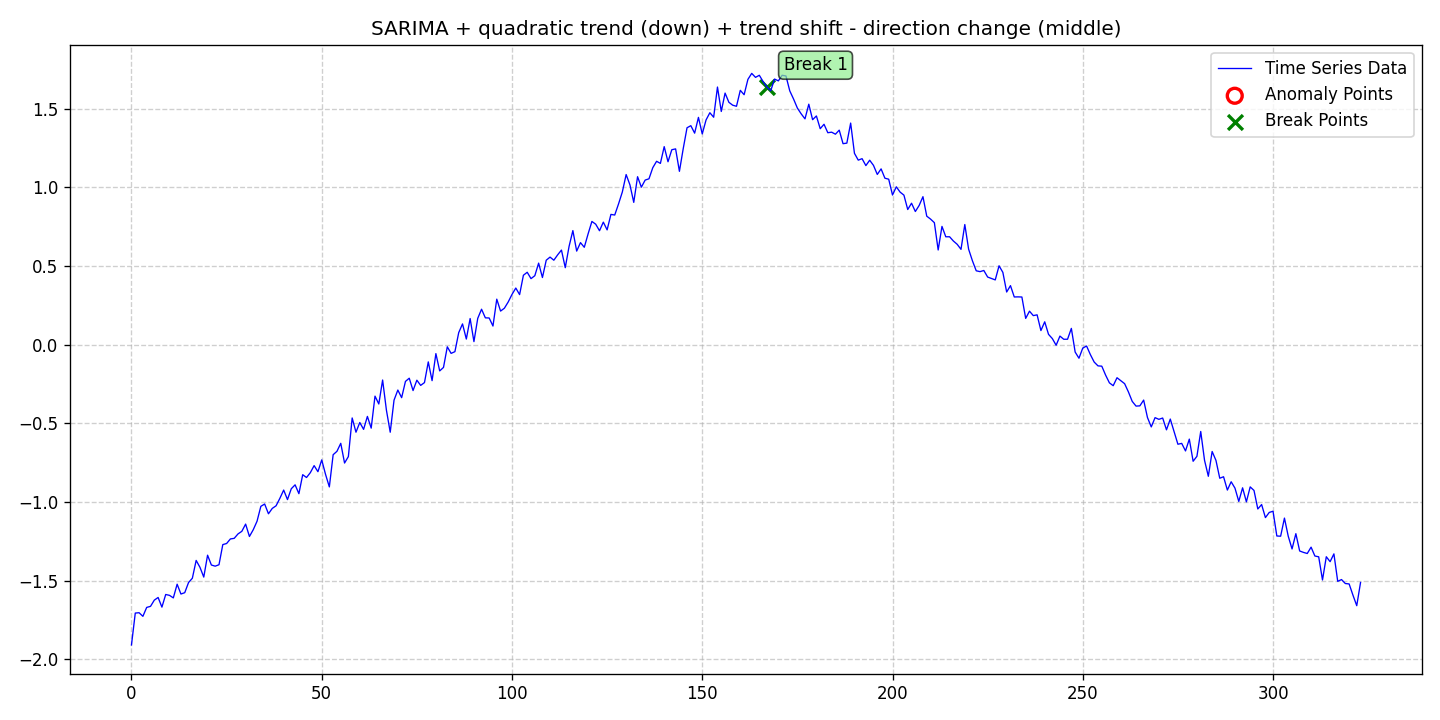 SARIMA + quadratic trend (down) + trend shift - direction change (middle)
Break 1
Time Series Data
Anomaly Points
Break Points
1.5
1.0
0.5
0.0
−0.5
−1.0
−1.5
−2.0
0 50 100 150 200 250 300